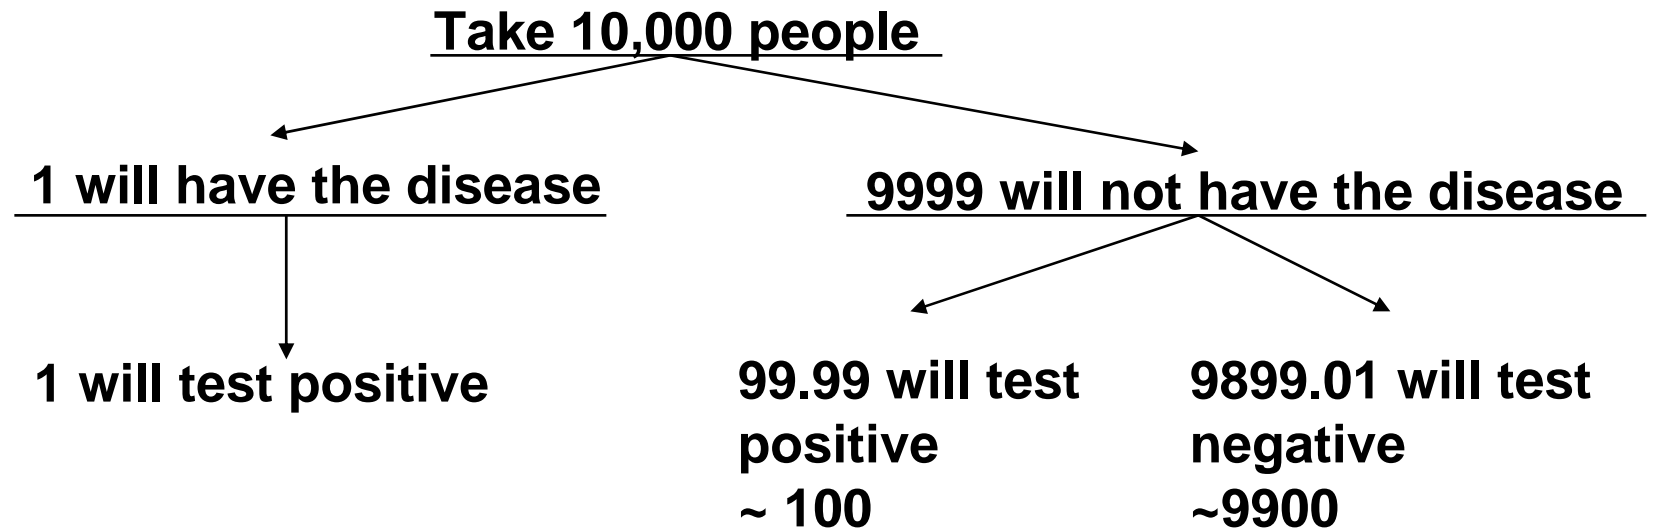 Take 10,000 people
1 will have the disease
9999 will not have the disease
1 will test positive
99.99 will test
positive
~ 100
9899.01 will test
negative
~9900